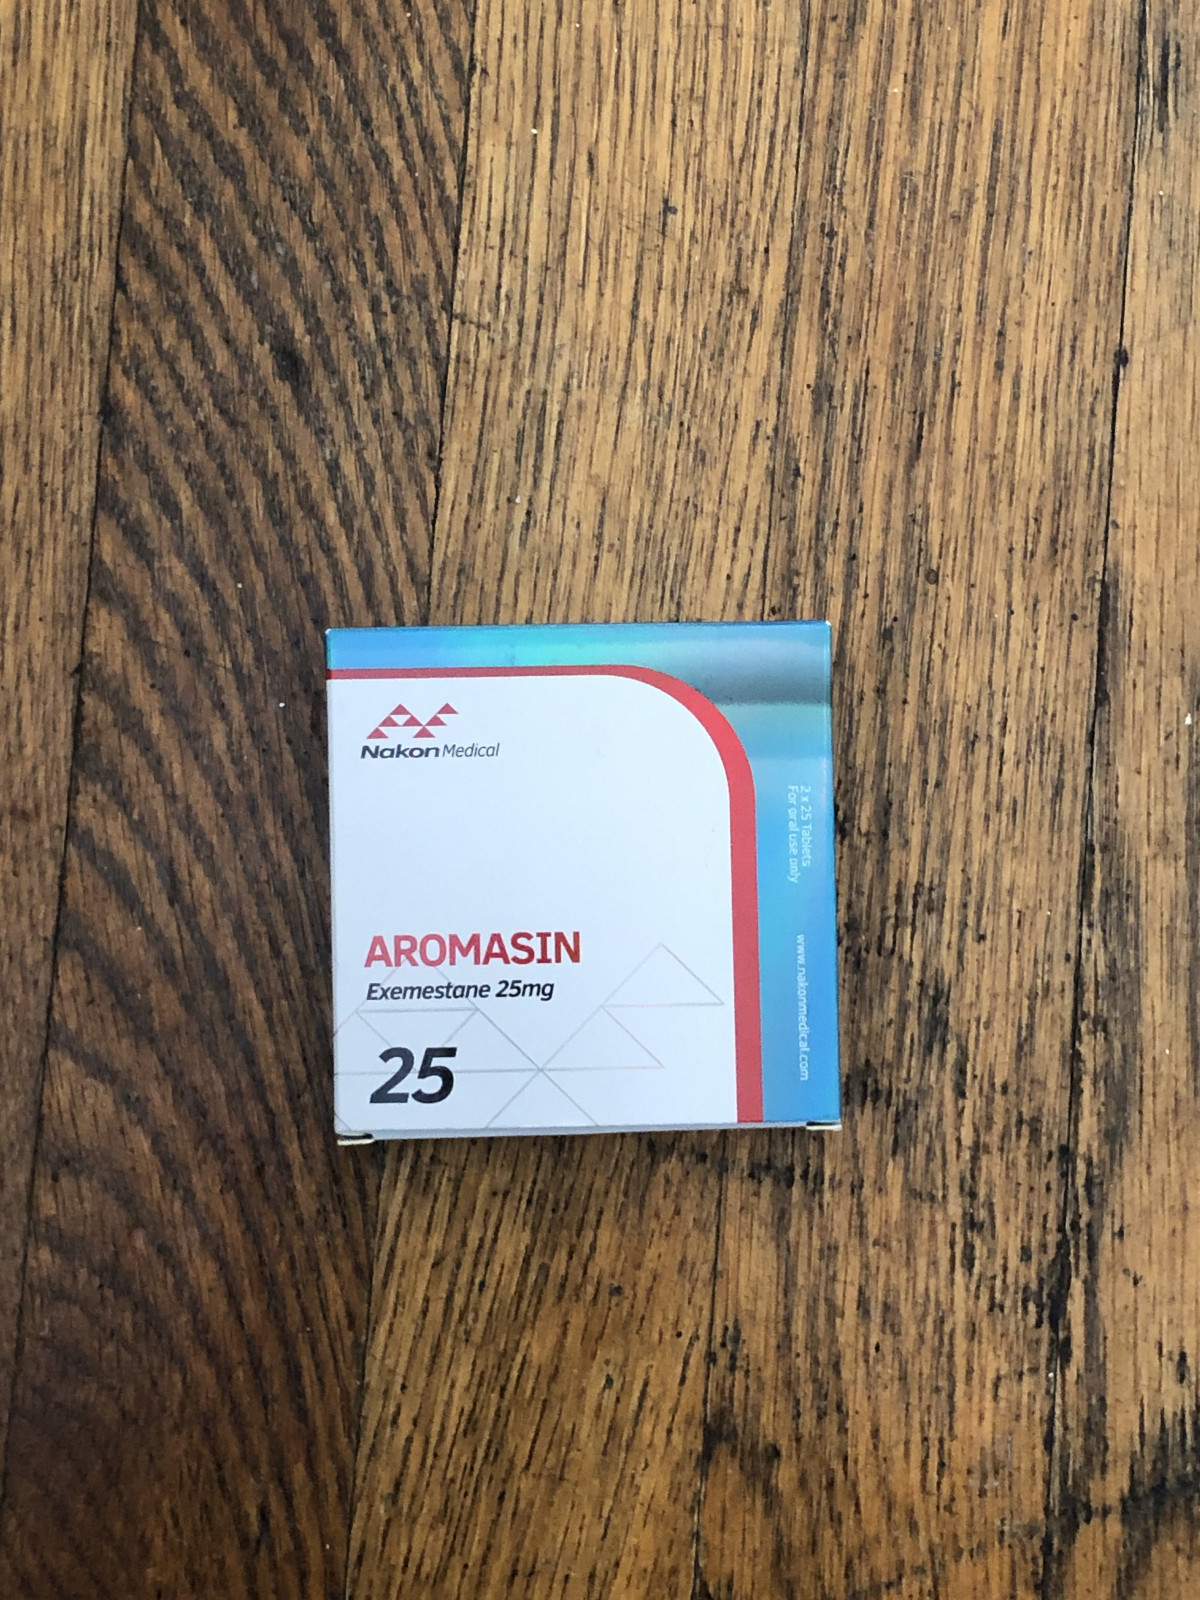 Nakon Medical
AROMASIN
Exemestane 25mg
25
2 x 25 Tablets
For oral use only
www.nakonmedical.com